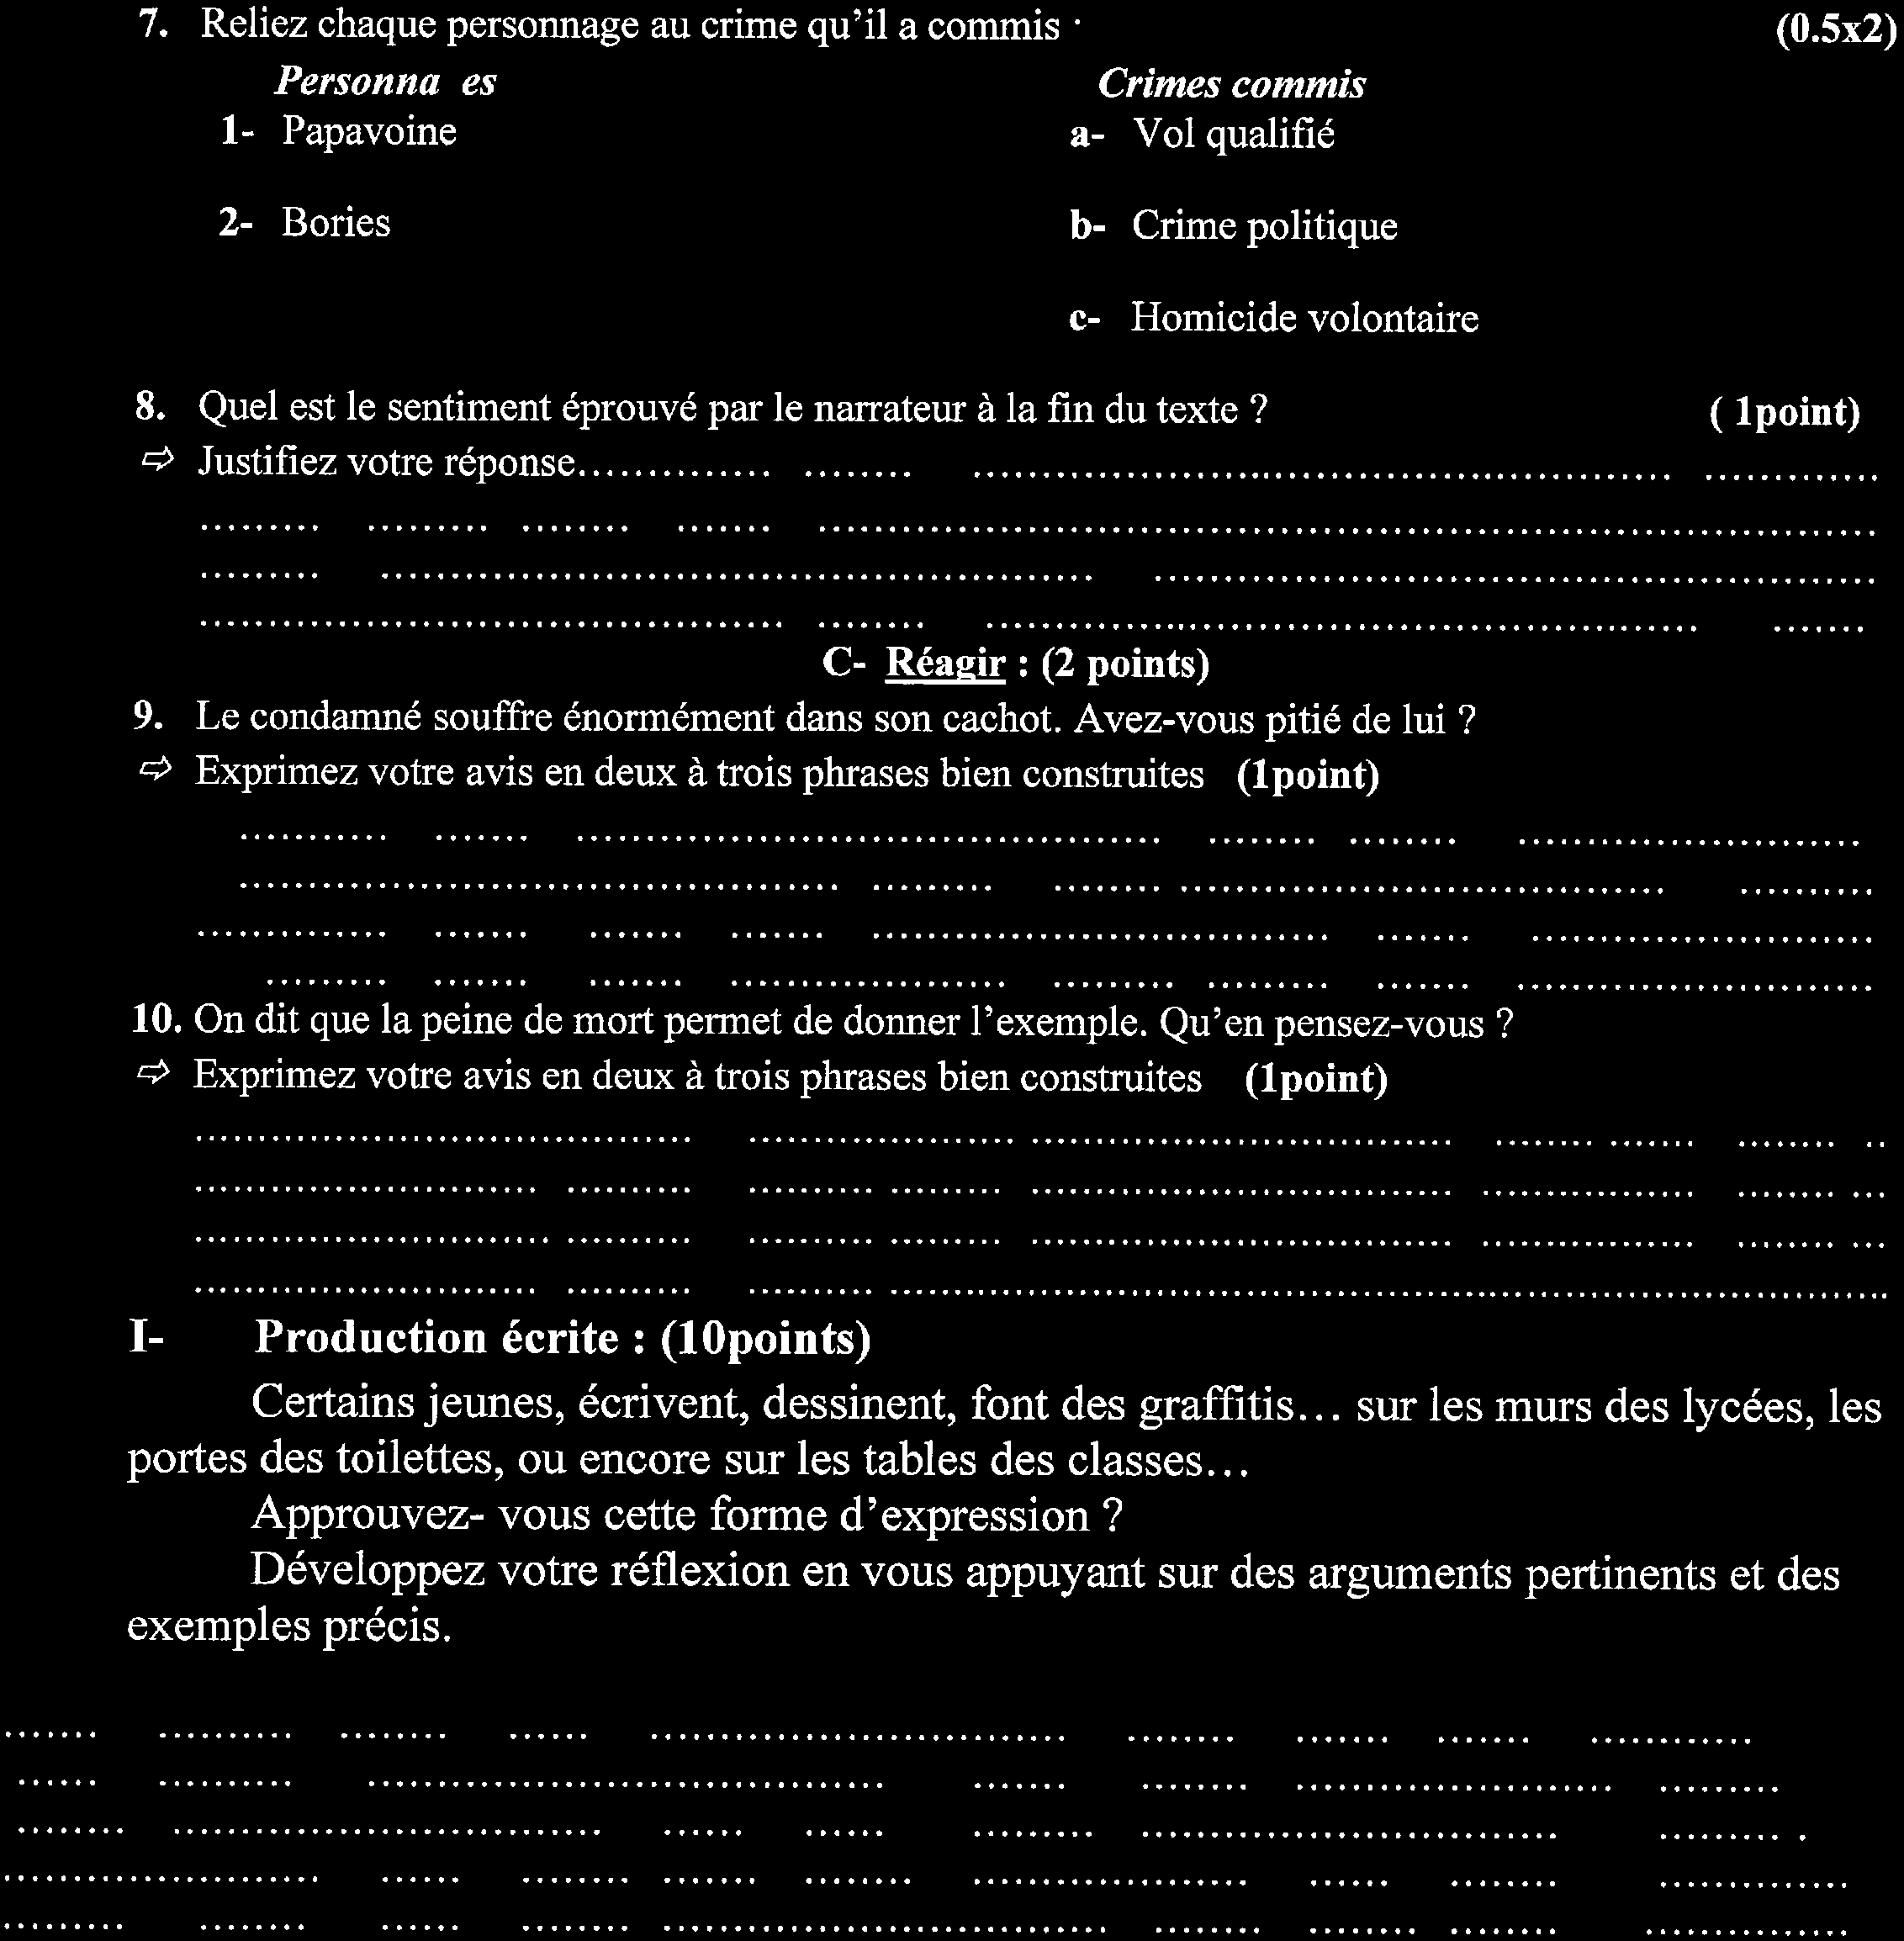 7. Reliez chaque personnage au crime qu'il a commis · (0.5x2)
Personna es Crimes commis
1- Papavoine a- Vol qualifié
2- Bories b- Crime politique
c- Homicide volontaire
8. Quel est le sentiment éprouvé par le narrateur à la fin du texte ? ( 1point)
⇨ Justifiez votre réponse.....................................................................................
..............................................................................................................
..............................................................................................................
..............................................................................................................
C- Réagir : (2 points)
9. Le condamné souffre énormément dans son cachot. Avez-vous pitié de lui ?
⇨ Exprimez votre avis en deux à trois phrases bien construites (1point)
..............................................................................................................
..............................................................................................................
..............................................................................................................
..............................................................................................................
10. On dit que la peine de mort permet de donner l'exemple. Qu'en pensez-vous ?
⇨ Exprimez votre avis en deux à trois phrases bien construites (1point)
..............................................................................................................
..............................................................................................................
..............................................................................................................
..............................................................................................................
I- Production écrite : (10points)
Certains jeunes, écrivent, dessinent, font des graffitis... sur les murs des lycées, les
portes des toilettes, ou encore sur les tables des classes...
Approuvez- vous cette forme d'expression ?
Développez votre réflexion en vous appuyant sur des arguments pertinents et des
exemples précis.
..............................................................................................................
..............................................................................................................
..............................................................................................................
..............................................................................................................
..............................................................................................................